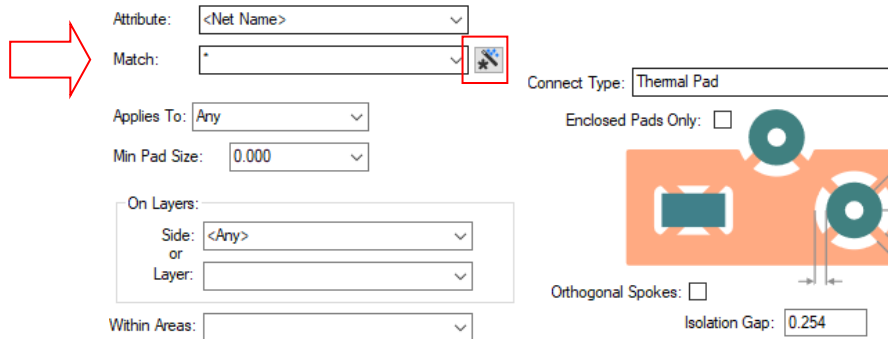 Attribute: <Net Name>
Match: *
Connect Type: Thermal Pad
Applies To: Any
Enclosed Pads Only:
Min Pad Size: 0.000
On Layers:
Side: <Any>
or
Layer:
Orthogonal Spokes:
Within Areas:
Isolation Gap: 0.254